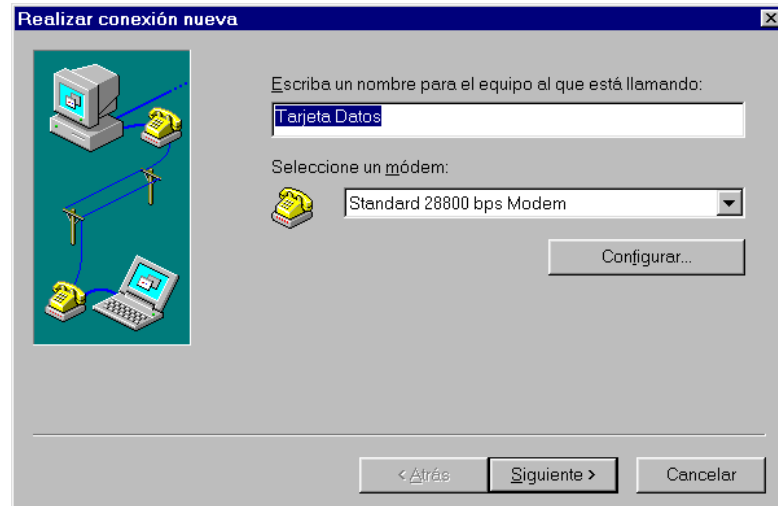 Realizar conexión nueva
Escriba un nombre para el equipo al que está llamando:
Tarjeta Datos
Seleccione un módem:
Standard 28800 bps Modem
Configurar...
< Atrás
Siguiente >
Cancelar